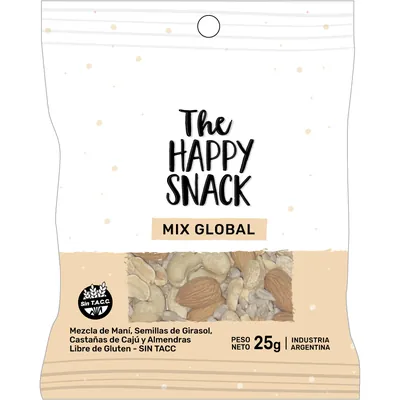 The
HAPPY
SNACK
MIX GLOBAL
Sin T.A.C.C.
Mezcla de Maní, Semillas de Girasol,
Castañas de Cajú y Almendras
Libre de Gluten - SIN TACC
PESO
NETO
25g
INDUSTRIA
ARGENTINA